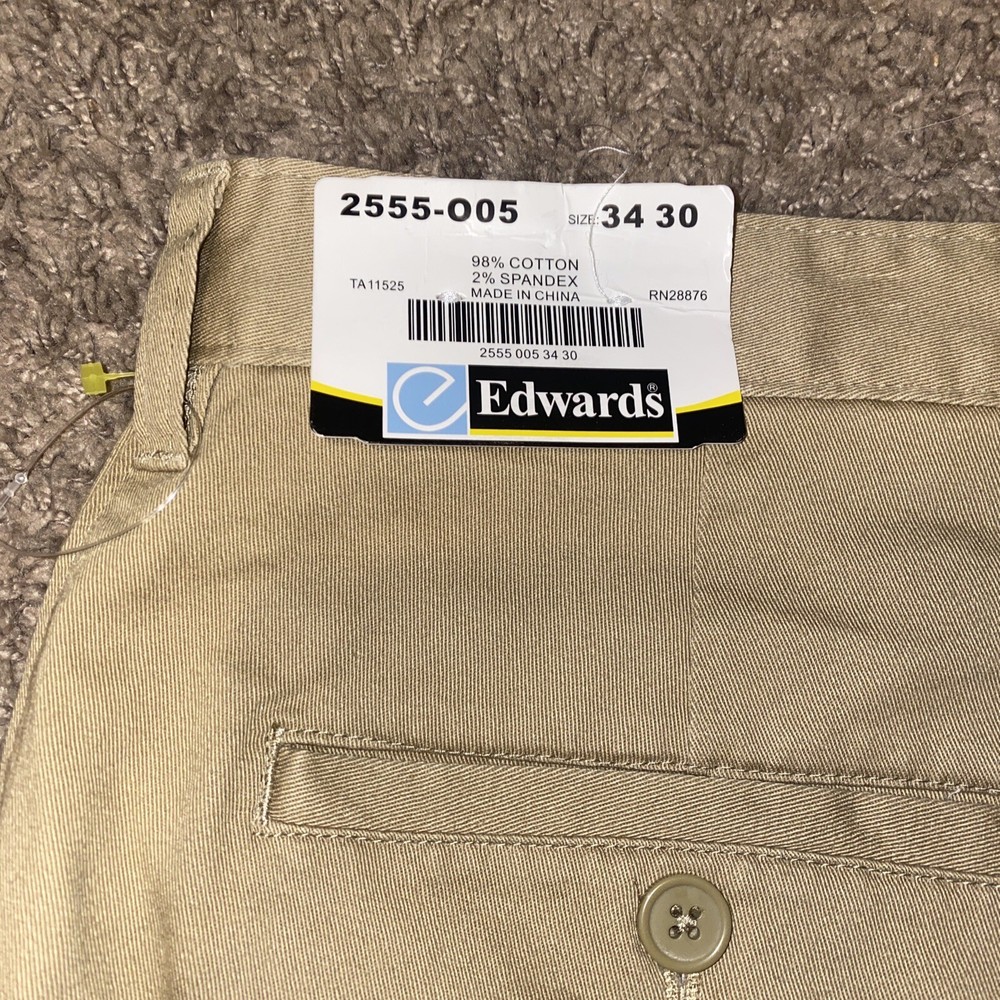 2555-005 SIZE: 34 30
98% COTTON
2% SPANDEX
TA11525 MADE IN CHINA RN28876
2555 005 34 30
e Edwards®